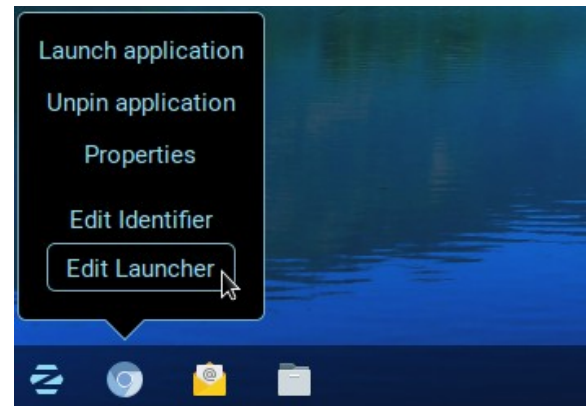 Launch application
Unpin application
Properties
Edit Identifier
Edit Launcher
@